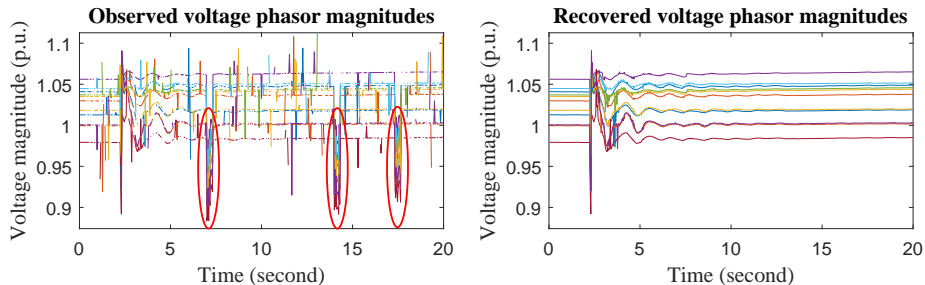 Observed voltage phasor magnitudes
Voltage magnitude (p.u.)
1.1
1.05
1
0.95
0.9
0 5 10 15 20
Time (second)
Recovered voltage phasor magnitudes
Voltage magnitude (p.u.)
1.1
1.05
1
0.95
0.9
0 5 10 15 20
Time (second)